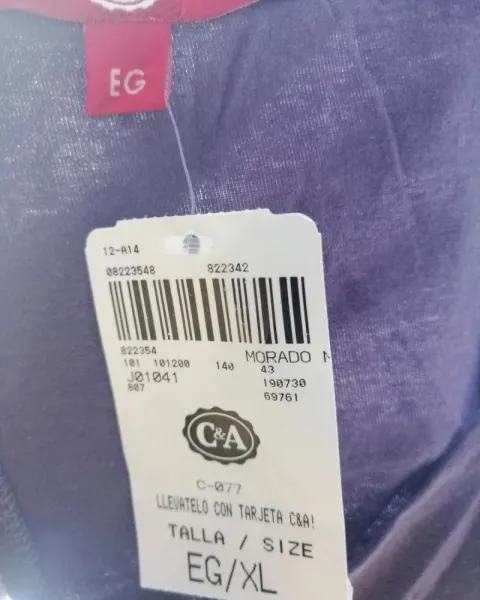 C&A
EG
12-A14
08223548 822342
822354 MORADO
101 101200 140 43
J01041 190730
807 69761
C&A
C-077
LLEVATELO CON TARJETA C&A!
TALLA / SIZE
EG/XL